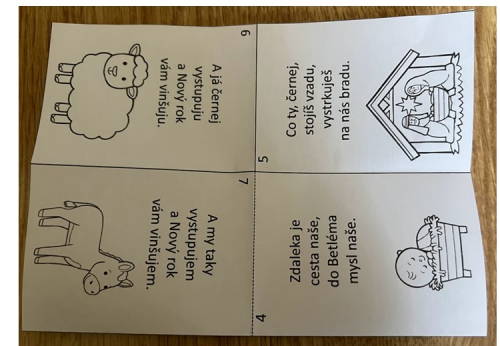 4
Zdaleka je
cesta naše,
do Betléma
mysl naše.
5
Co ty, černej,
stojíš vzadu,
vystrkuješ
na nás bradu.
6
A já černej
vystupuju
a Nový rok
vám vinšuju.
7
A my taky
vystupujem
a Nový rok
vám vinšujem.